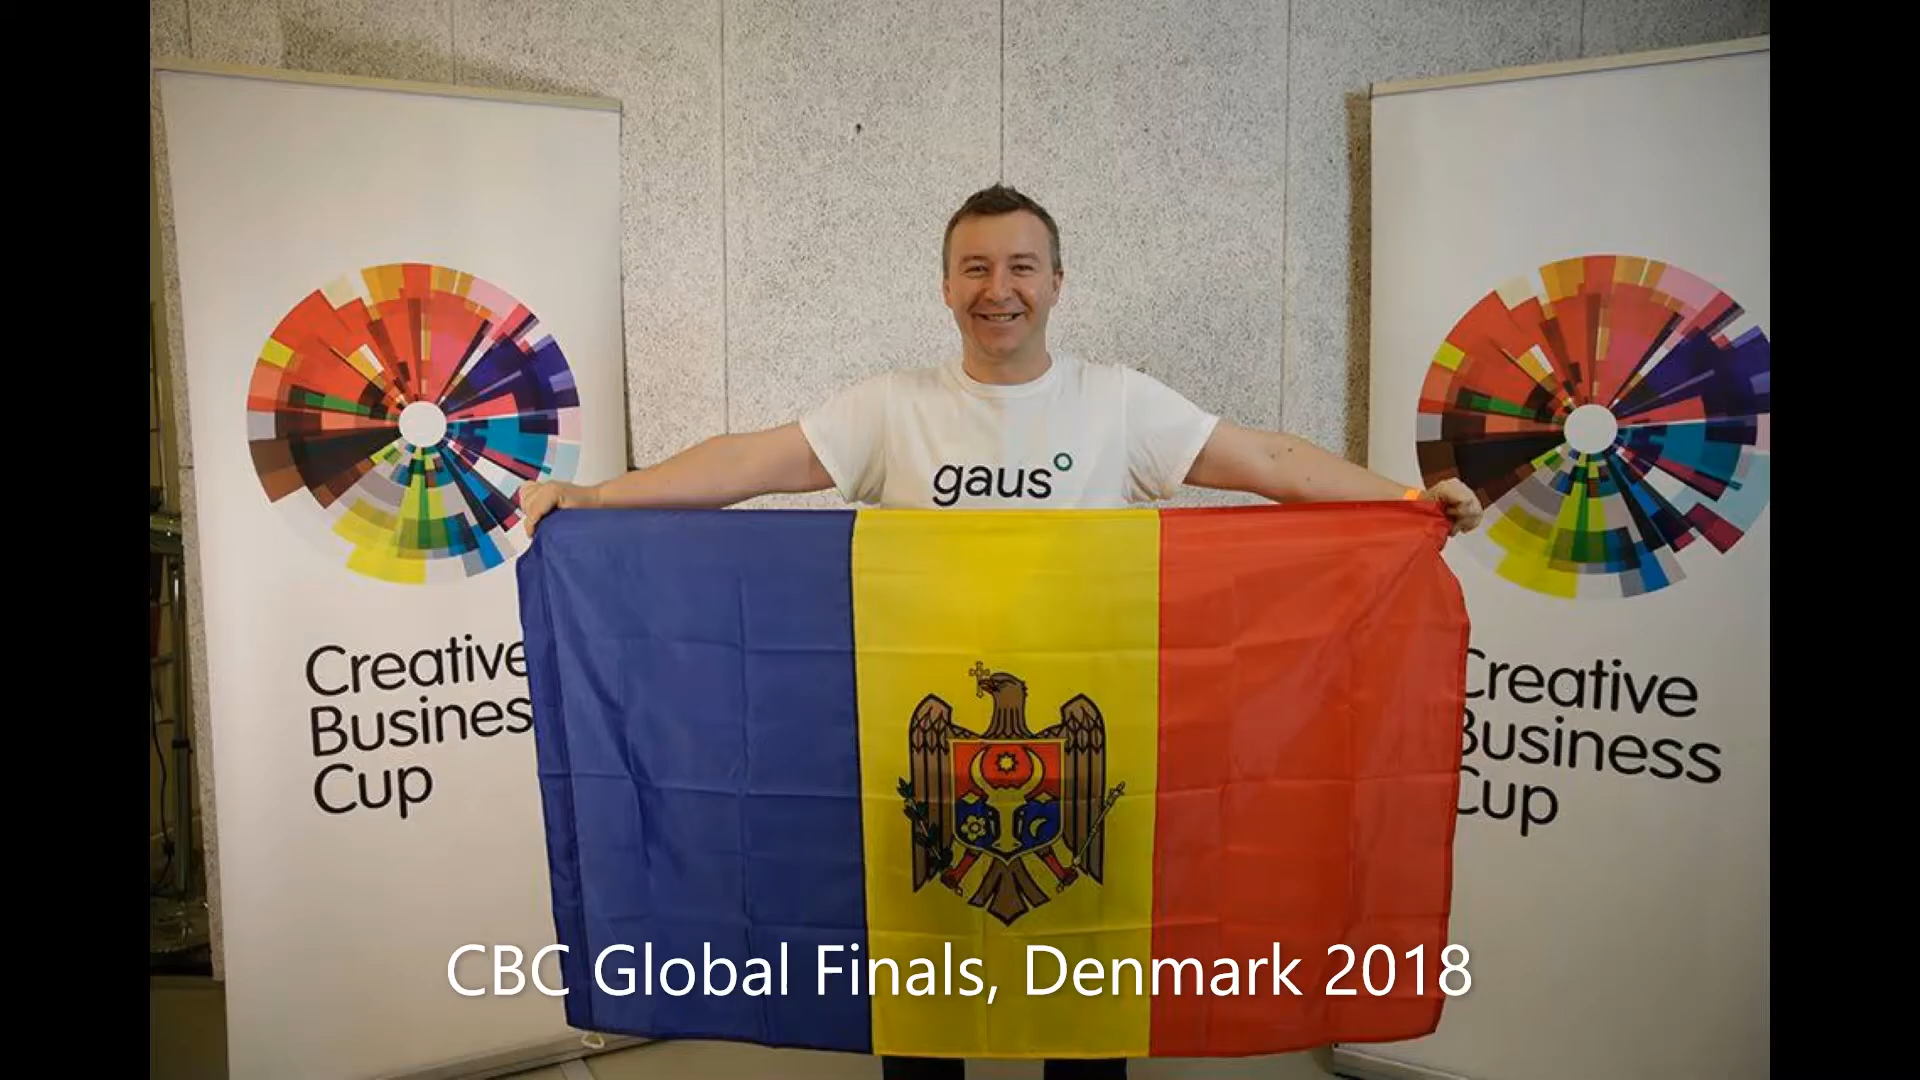 gaus°
Creative
Business
Cup
Creative
Business
Cup
CBC Global Finals, Denmark 2018